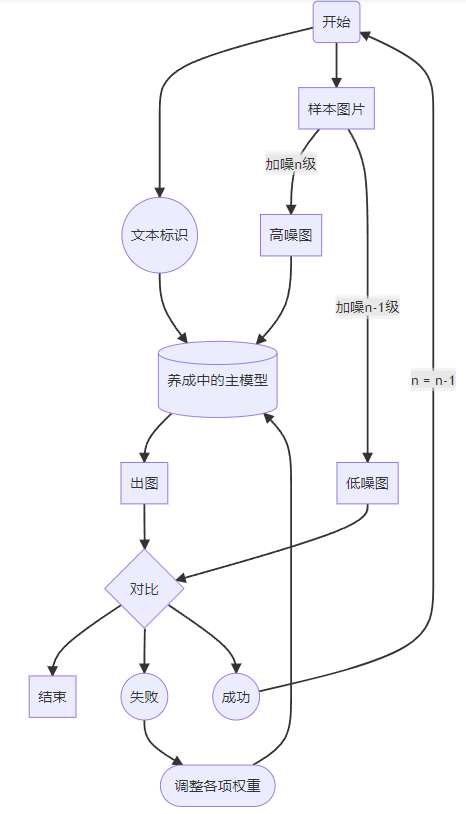 开始
样本图片
加噪n级
文本标识
高噪图
加噪n-1级
养成中的主模型
n = n-1
出图
低噪图
对比
结束
失败
成功
调整各项权重